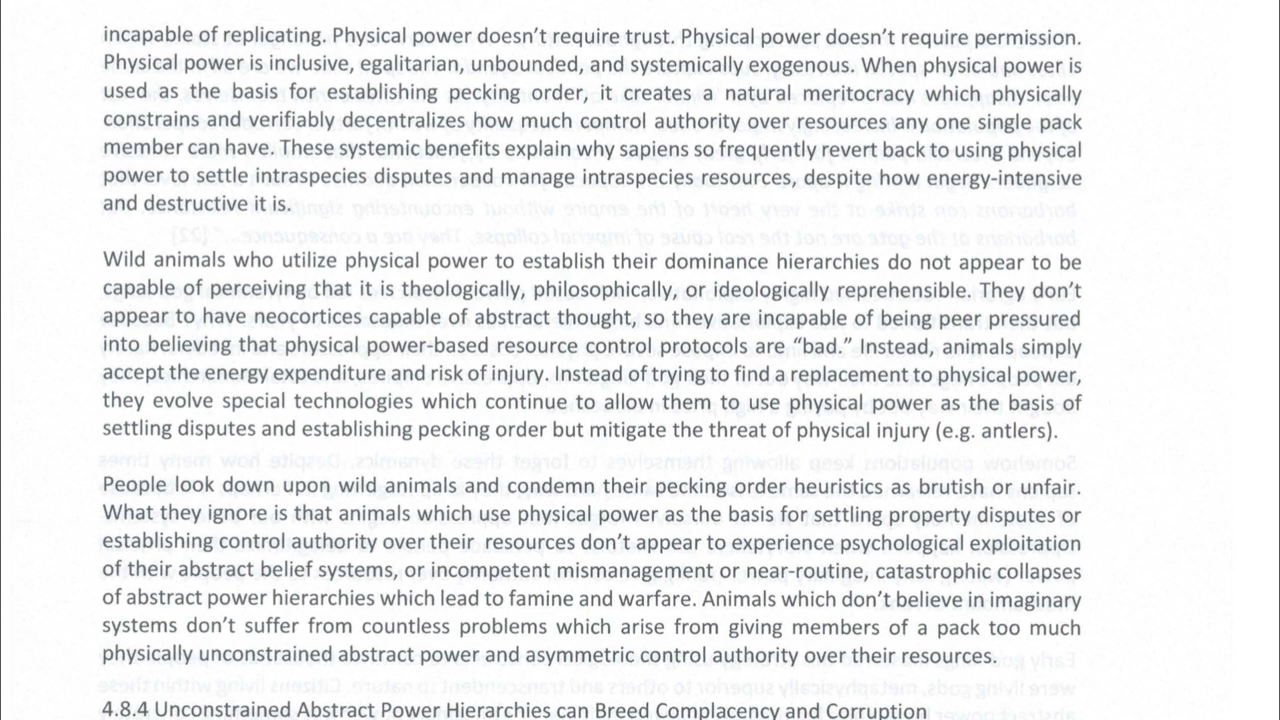 incapable of replicating. Physical power doesn’t require trust. Physical power doesn’t require permission.
Physical power is inclusive, egalitarian, unbounded, and systemically exogenous. When physical power is
used as the basis for establishing pecking order, it creates a natural meritocracy which physically
constrains and verifiably decentralizes how much control authority over resources any one single pack
member can have. These systemic benefits explain why sapiens so frequently revert back to using physical
power to settle intraspecies disputes and manage intraspecies resources, despite how energy-intensive
and destructive it is.
Wild animals who utilize physical power to establish their dominance hierarchies do not appear to be
capable of perceiving that it is theologically, philosophically, or ideologically reprehensible. They don’t
appear to have neocortices capable of abstract thought, so they are incapable of being peer pressured
into believing that physical power-based resource control protocols are “bad.” Instead, animals simply
accept the energy expenditure and risk of injury. Instead of trying to find a replacement to physical power,
they evolve special technologies which continue to allow them to use physical power as the basis of
settling disputes and establishing pecking order but mitigate the threat of physical injury (e.g. antlers).
People look down upon wild animals and condemn their pecking order heuristics as brutish or unfair.
What they ignore is that animals which use physical power as the basis for settling property disputes or
establishing control authority over their resources don’t appear to experience psychological exploitation
of their abstract belief systems, or incompetent mismanagement or near-routine, catastrophic collapses
of abstract power hierarchies which lead to famine and warfare. Animals which don’t believe in imaginary
systems don’t suffer from countless problems which arise from giving members of a pack too much
physically unconstrained abstract power and asymmetric control authority over their resources.
4.8.4 Unconstrained Abstract Power Hierarchies can Breed Complacency and Corruption